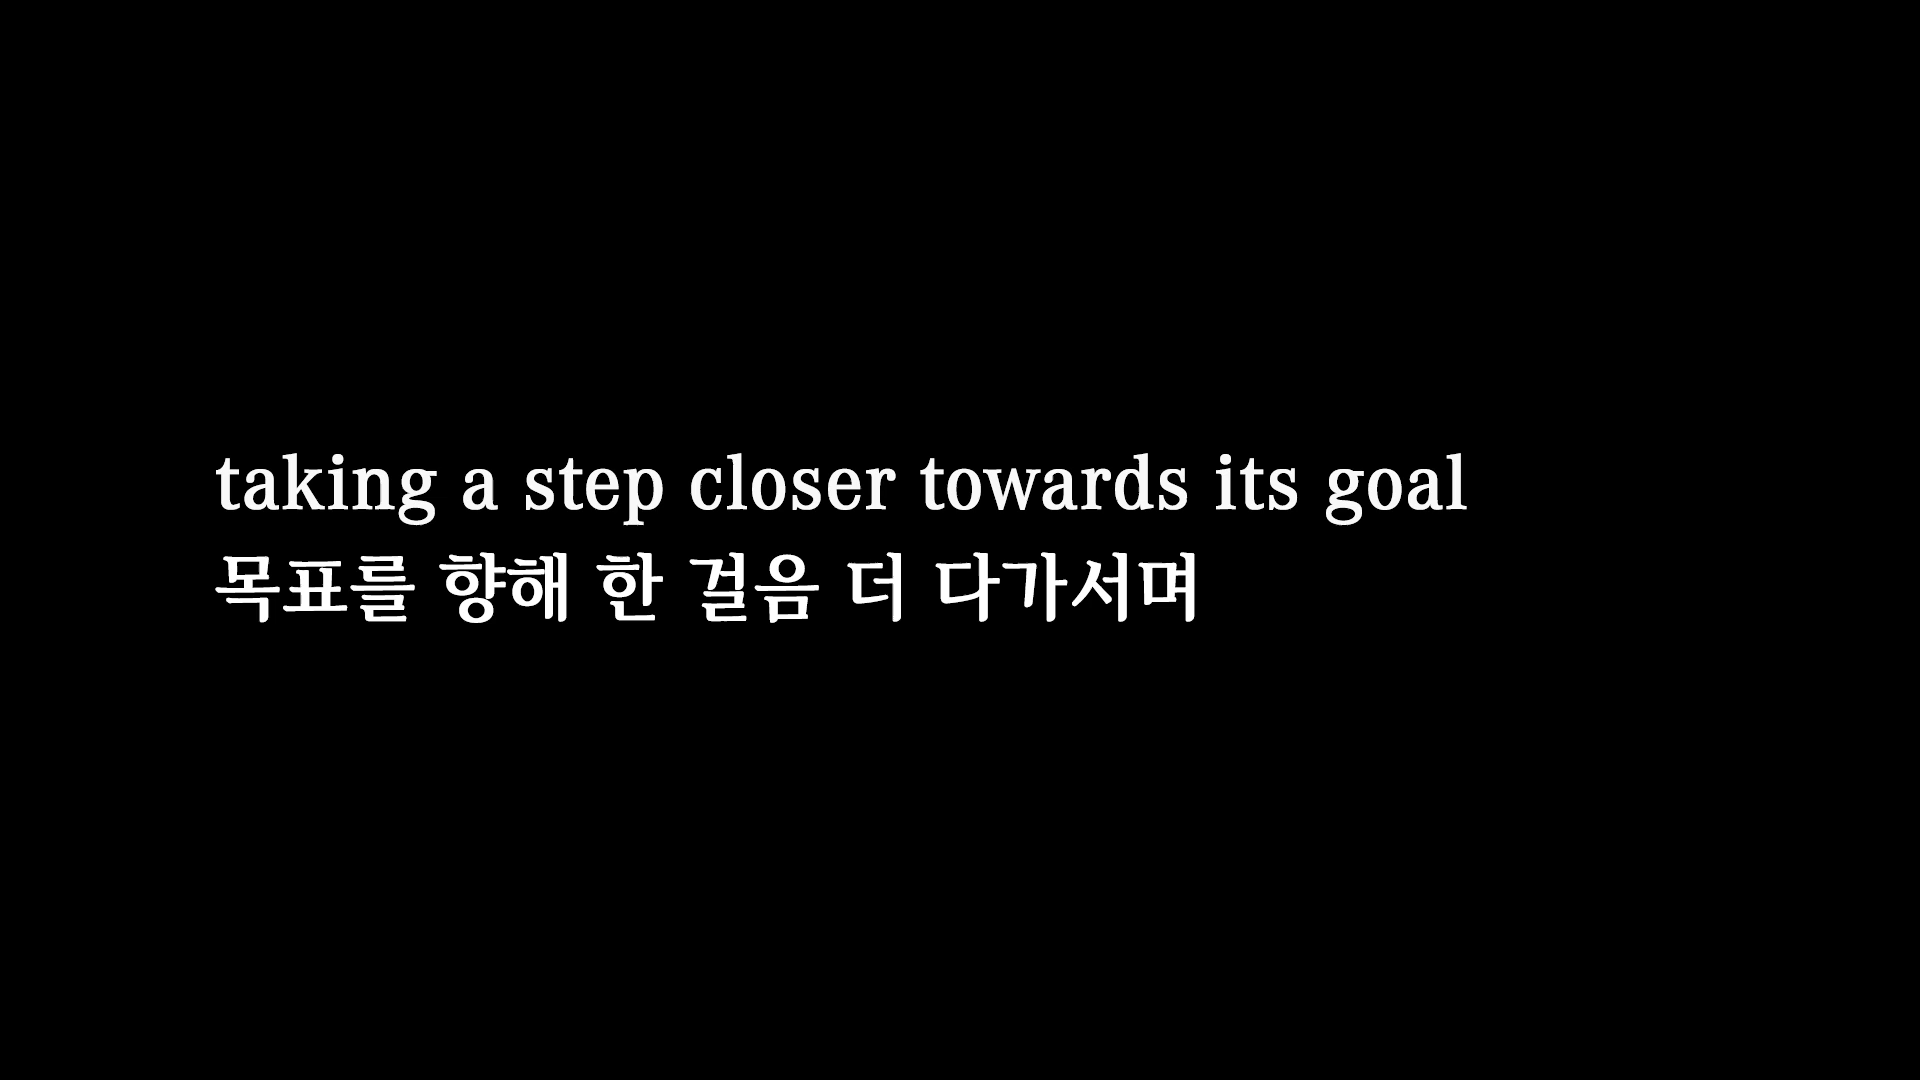 taking a step closer towards its goal
목표를 향해 한 걸음 더 다가서며